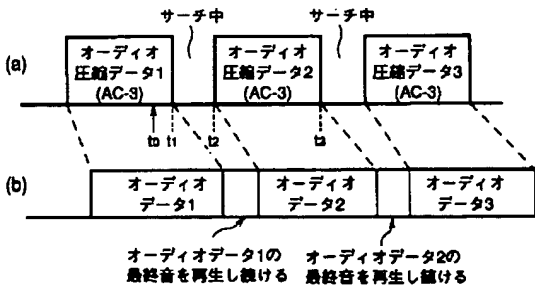 サーチ中 サーチ中
(a)
オーディオ 圧縮データ1 (AC-3)
オーディオ 圧縮データ2 (AC-3)
オーディオ 圧縮データ3 (AC-3)
t0 t1 t2 t3
(b)
オーディオ データ1
オーディオ データ2
オーディオ データ3
オーディオデータ1の
最終音を再生し続ける
オーディオデータ2の
最終音を再生し続ける